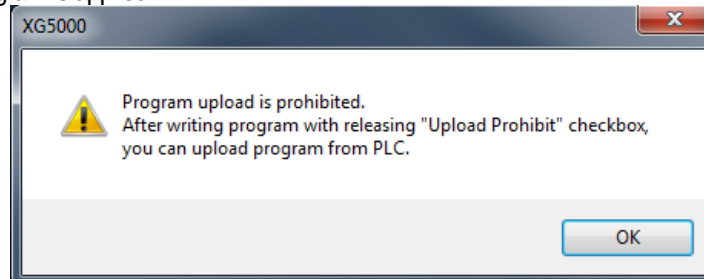 XG5000
Program upload is prohibited.
After writing program with releasing "Upload Prohibit" checkbox,
you can upload program from PLC.
OK